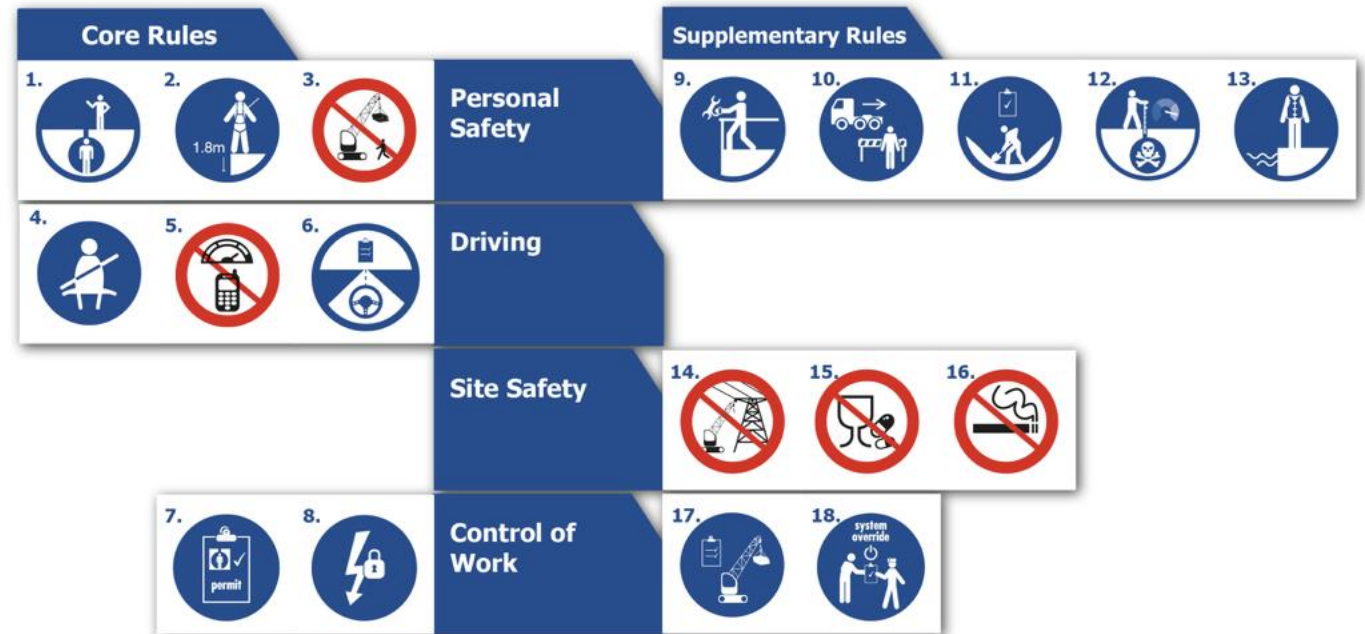 Core Rules
Supplementary Rules
1.
2.
3.
1.8m
Personal
Safety
9.
10.
11.
12.
13.
4.
5.
6.
Driving
Site Safety
14.
15.
16.
7.
8.
permit
Control of
Work
17.
18.
system
override